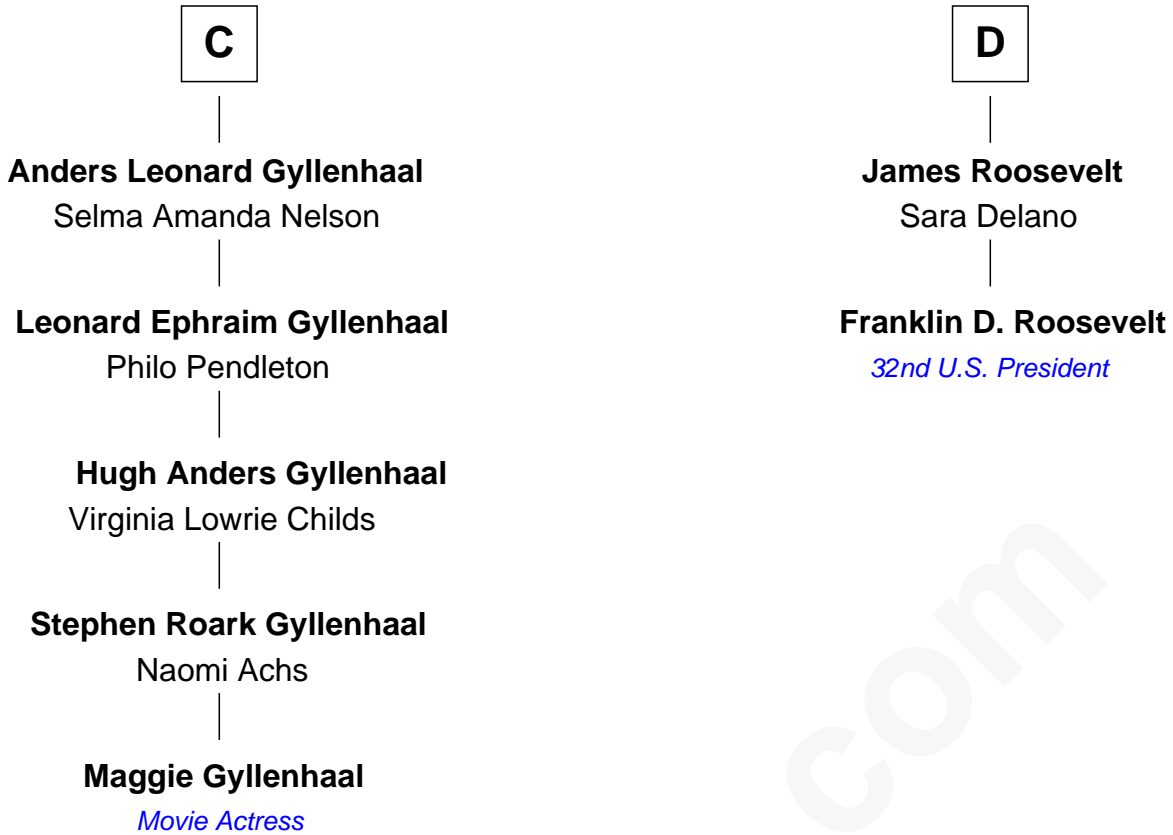 C
Anders Leonard Gyllenhaal
Selma Amanda Nelson
Leonard Ephraim Gyllenhaal
Philo Pendleton
Hugh Anders Gyllenhaal
Virginia Lowrie Childs
Stephen Roark Gyllenhaal
Naomi Achs
Maggie Gyllenhaal
Movie Actress
D
James Roosevelt
Sara Delano
Franklin D. Roosevelt
32nd U.S. President
com